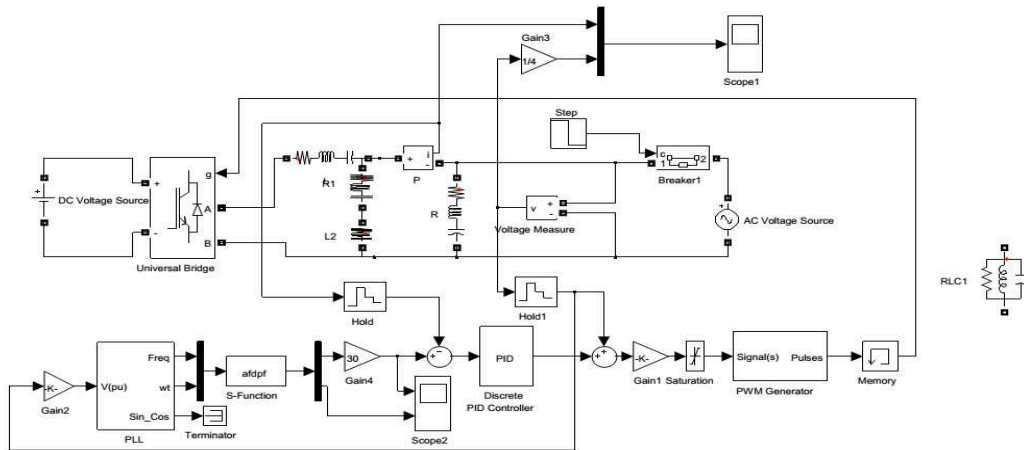 Gain3
1/4
Scope1
Step
g
A
B
+
-
DC Voltage Source
Universal Bridge
R1
L2
+
-
i
P
R
v
+
-
Voltage Measure
c
1
2
Breaker1
+
AC Voltage Source
RLC1
Hold
Hold1
Freq
V(pu)
wt
Sin_Cos
PLL
-K-
Gain2
Terminator
afdpf
S-Function
30
Gain4
Scope2
PID
Discrete
PID Controller
-K-
Gain1
Saturation
Signal(s)
Pulses
PWM Generator
Memory